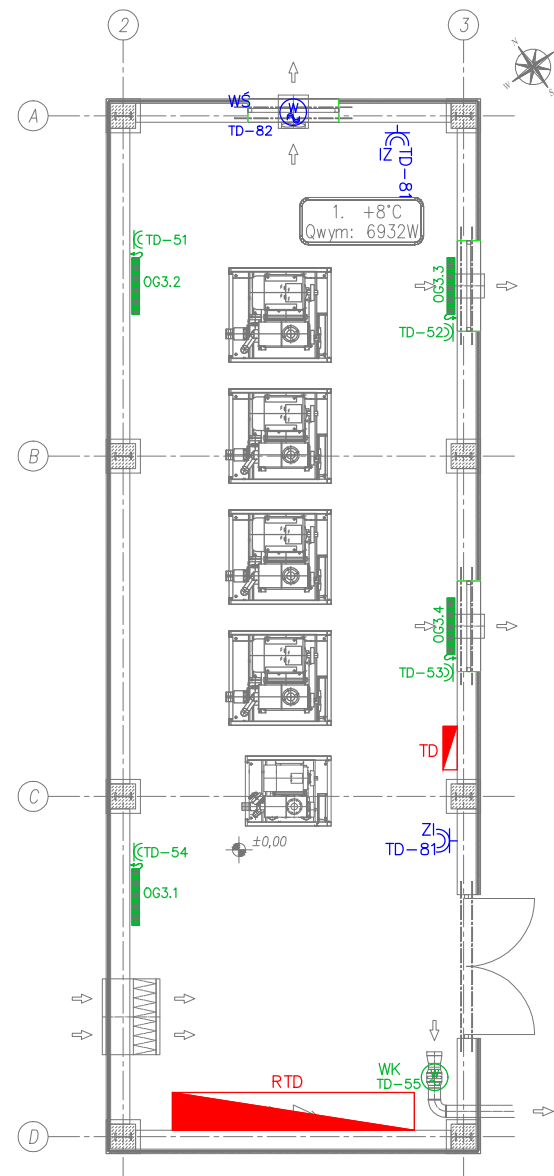 2
3
N
W
S
A
WŚ
W
TD-82
IZ
TD-81
1. +8°C
Qwym: 6932W
TD-51
OG3.2
OG3.3
TD-52
B
OG3.4
TD-53
TD
C
±0,00
ZI
TD-81
TD-54
OG3.1
WK
W
TD-55
RTD
D